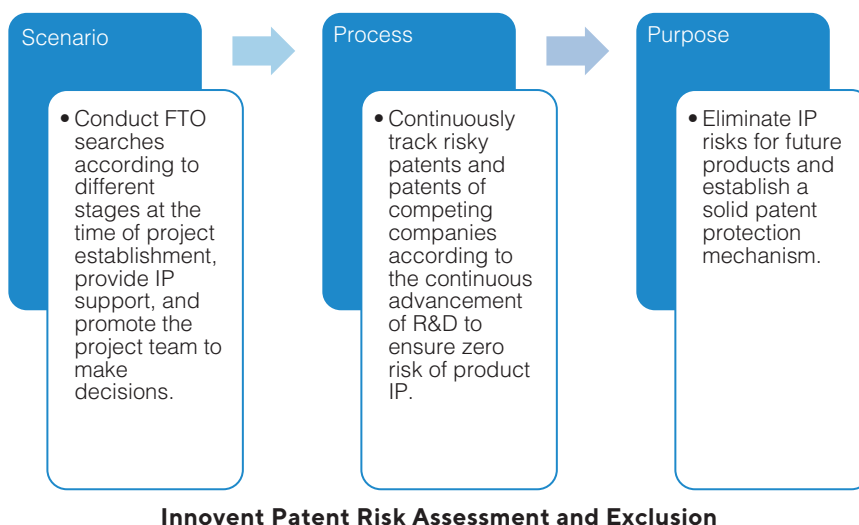 Scenario
• Conduct FTO
searches
according to
different
stages at the
time of project
establishment,
provide IP
support, and
promote the
project team to
make
decisions.
Process
• Continuously
track risky
patents and
patents of
competing
companies
according to
the continuous
advancement
of R&D to
ensure zero
risk of product
IP.
Purpose
• Eliminate IP
risks for future
products and
establish a
solid patent
protection
mechanism.
Innovent Patent Risk Assessment and Exclusion